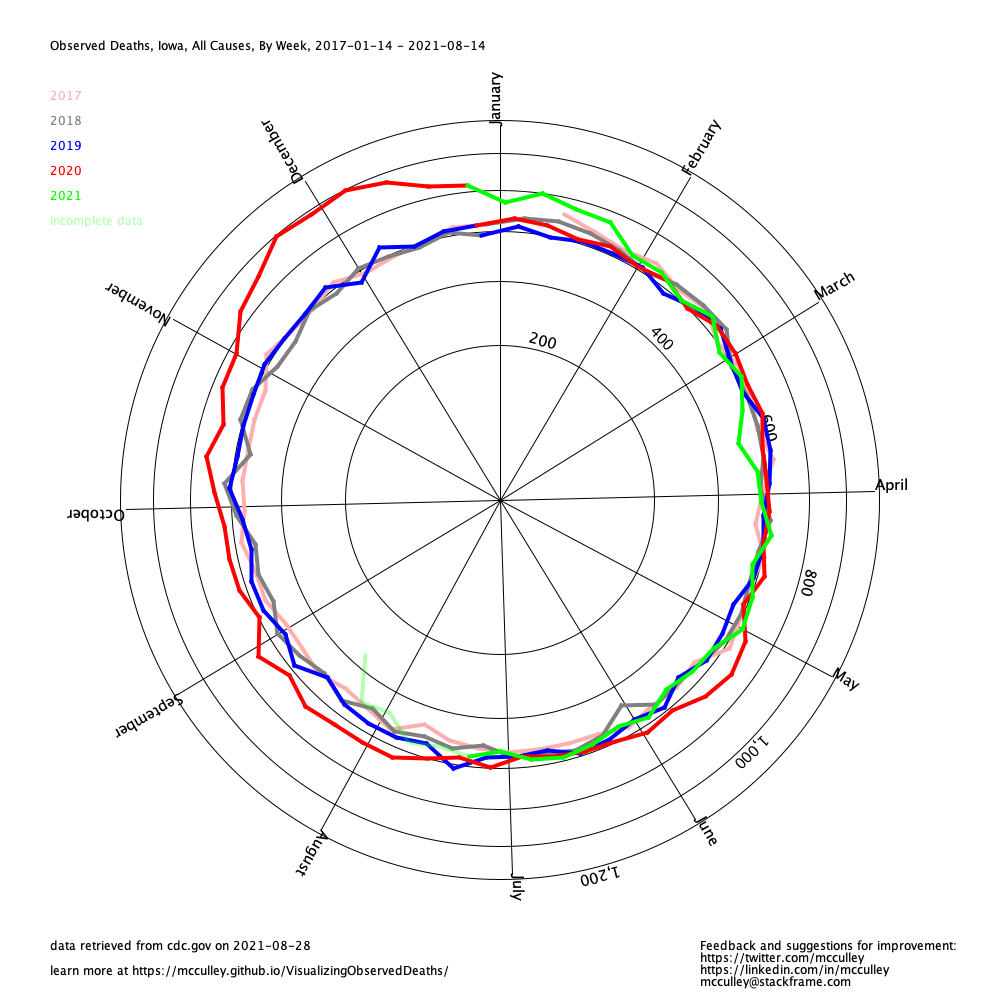 Observed Deaths, Iowa, All Causes, By Week, 2017-01-14 - 2021-08-14
2017
2018
2019
2020
2021
incomplete data
January
February
March
April
May
June
July
August
September
October
November
December
200
400
600
800
1,000
1,200
data retrieved from cdc.gov on 2021-08-28
learn more at https://mcculley.github.io/VisualizingObservedDeaths/
Feedback and suggestions for improvement:
https://twitter.com/mcculley
https://linkedin.com/in/mcculley
mcculley@stackframe.com